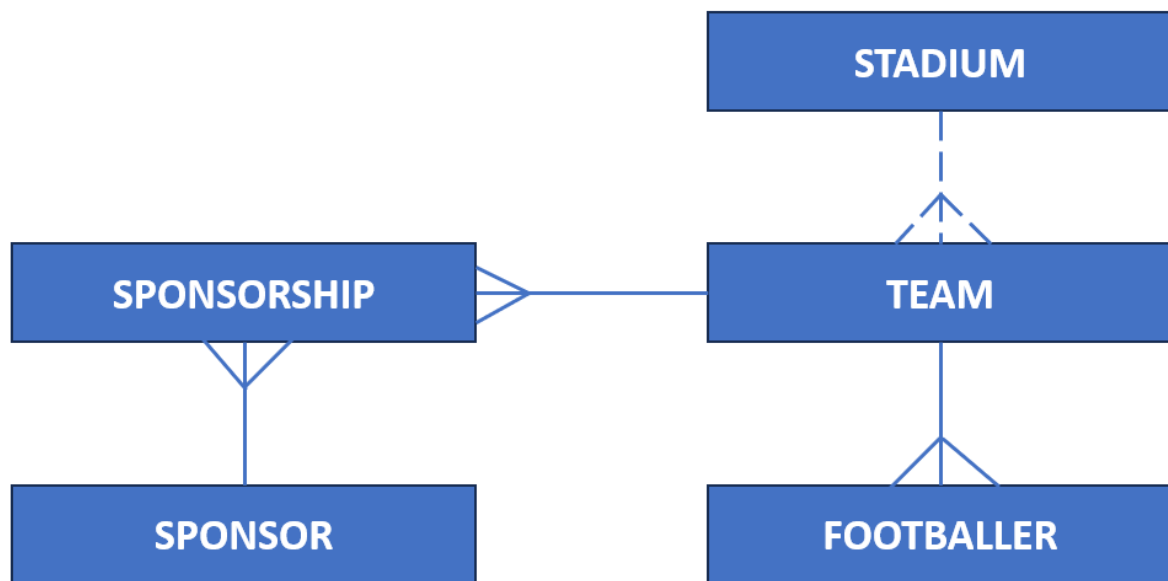 STADIUM
SPONSORSHIP
TEAM
SPONSOR
FOOTBALLER